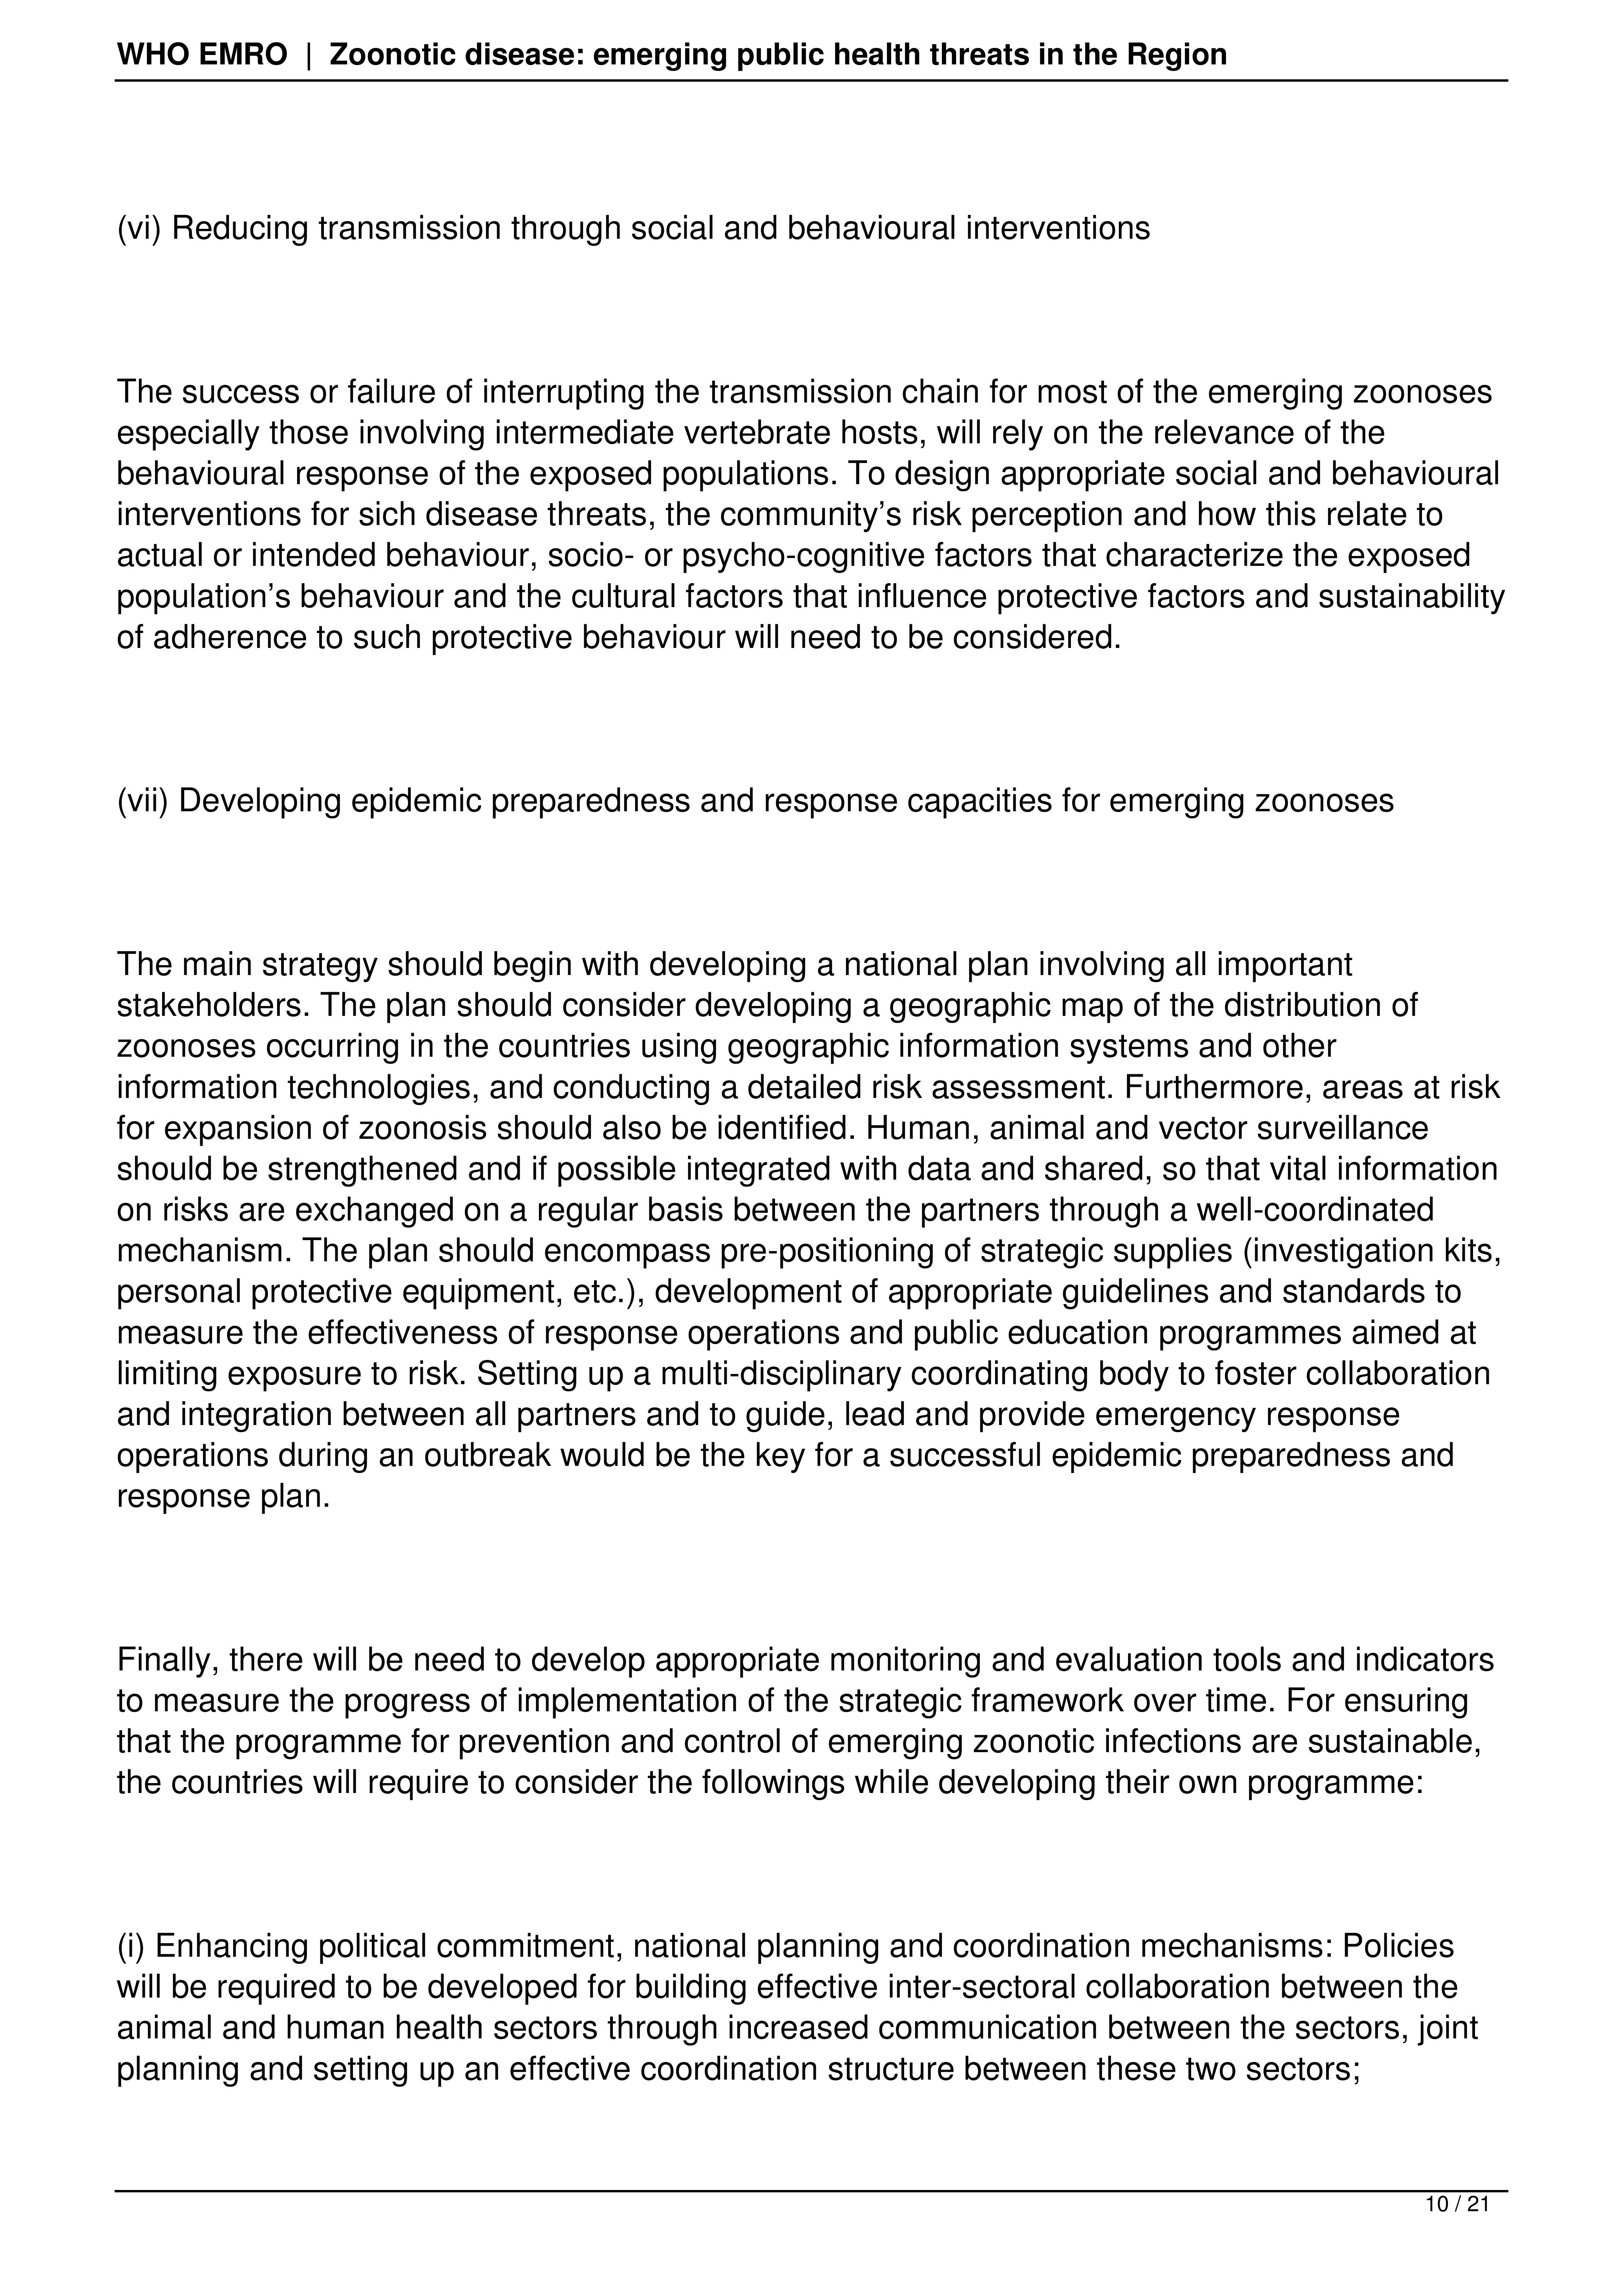 WHO EMRO | Zoonotic disease: emerging public health threats in the Region
(vi) Reducing transmission through social and behavioural interventions
The success or failure of interrupting the transmission chain for most of the emerging zoonoses
especially those involving intermediate vertebrate hosts, will rely on the relevance of the
behavioural response of the exposed populations. To design appropriate social and behavioural
interventions for sich disease threats, the community’s risk perception and how this relate to
actual or intended behaviour, socio- or psycho-cognitive factors that characterize the exposed
population’s behaviour and the cultural factors that influence protective factors and sustainability
of adherence to such protective behaviour will need to be considered.
(vii) Developing epidemic preparedness and response capacities for emerging zoonoses
The main strategy should begin with developing a national plan involving all important
stakeholders. The plan should consider developing a geographic map of the distribution of
zoonoses occurring in the countries using geographic information systems and other
information technologies, and conducting a detailed risk assessment. Furthermore, areas at risk
for expansion of zoonosis should also be identified. Human, animal and vector surveillance
should be strengthened and if possible integrated with data and shared, so that vital information
on risks are exchanged on a regular basis between the partners through a well-coordinated
mechanism. The plan should encompass pre-positioning of strategic supplies (investigation kits,
personal protective equipment, etc.), development of appropriate guidelines and standards to
measure the effectiveness of response operations and public education programmes aimed at
limiting exposure to risk. Setting up a multi-disciplinary coordinating body to foster collaboration
and integration between all partners and to guide, lead and provide emergency response
operations during an outbreak would be the key for a successful epidemic preparedness and
response plan.
Finally, there will be need to develop appropriate monitoring and evaluation tools and indicators
to measure the progress of implementation of the strategic framework over time. For ensuring
that the programme for prevention and control of emerging zoonotic infections are sustainable,
the countries will require to consider the followings while developing their own programme:
(i) Enhancing political commitment, national planning and coordination mechanisms: Policies
will be required to be developed for building effective inter-sectoral collaboration between the
animal and human health sectors through increased communication between the sectors, joint
planning and setting up an effective coordination structure between these two sectors;
10 / 21